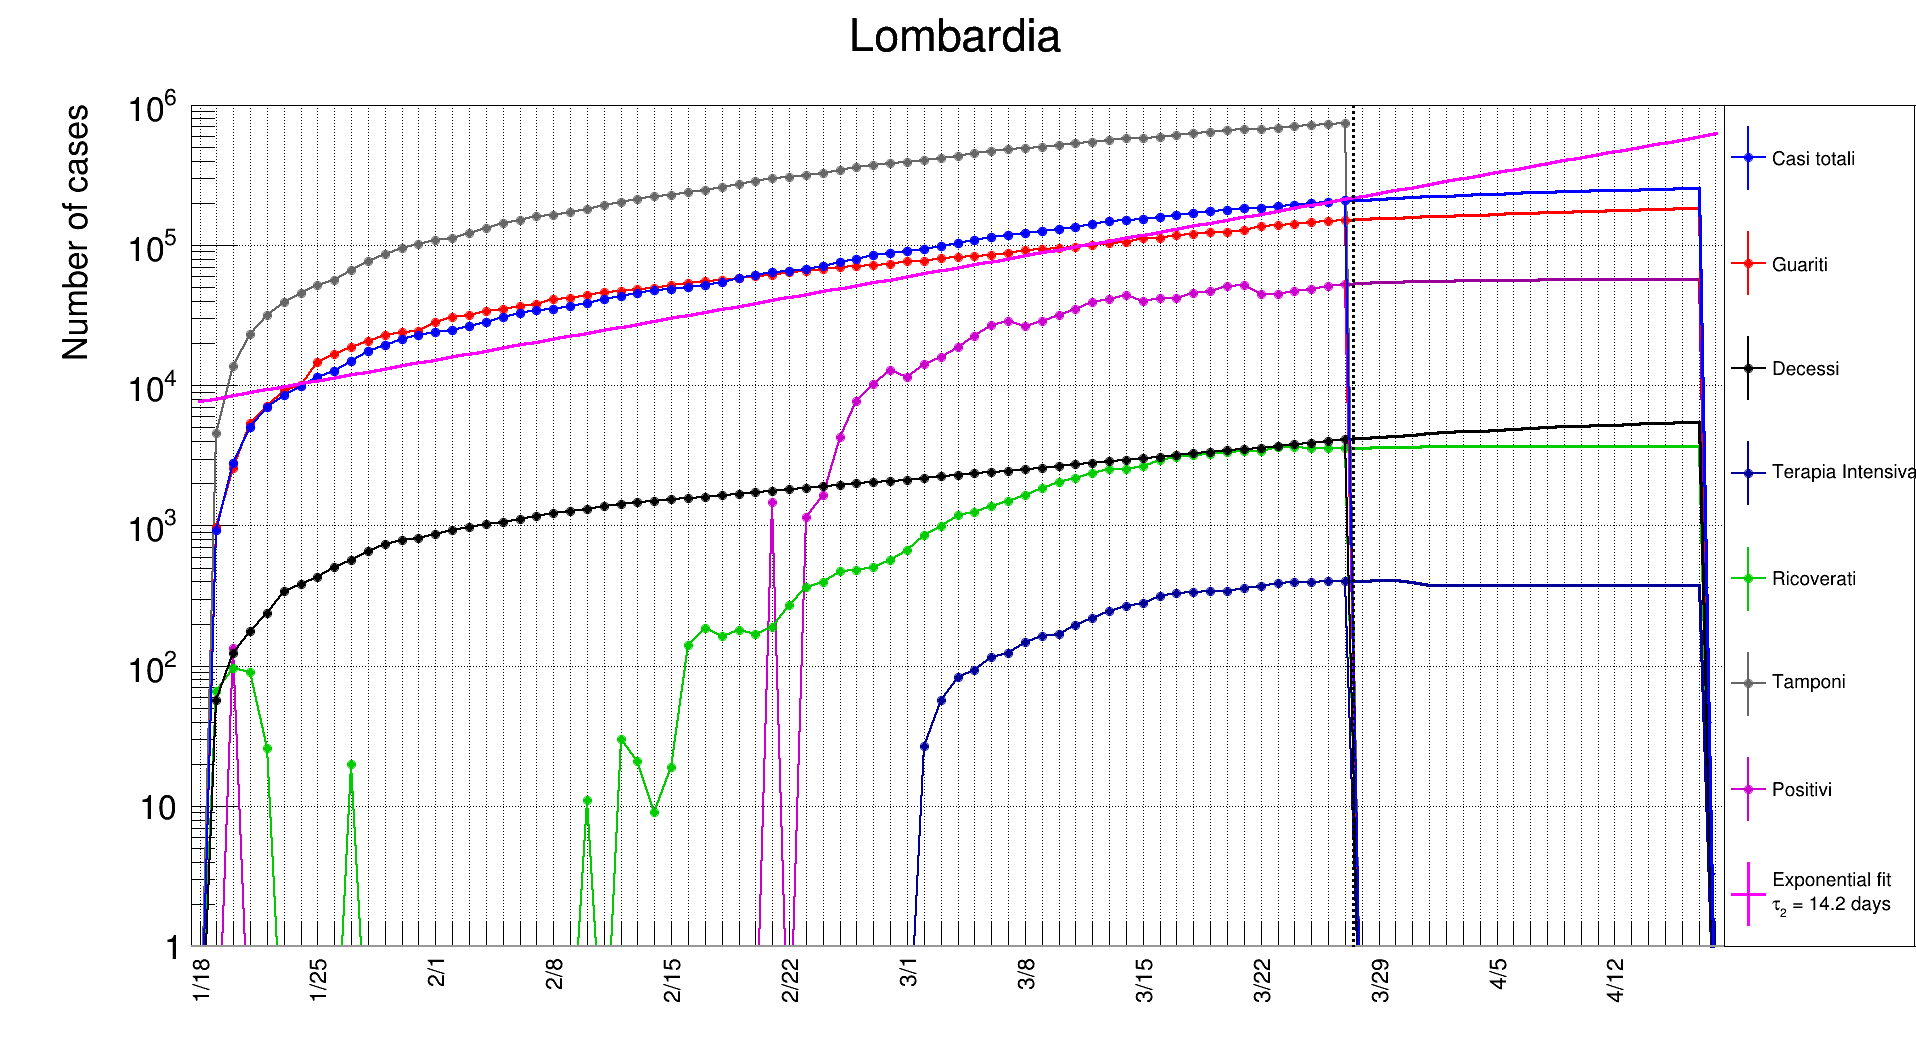 Lombardia
Number of cases
10^6
10^5
10^4
10^3
10^2
10
1
1/18
1/25
2/1
2/8
2/15
2/22
3/1
3/8
3/15
3/22
3/29
4/5
4/12
Casi totali
Guariti
Decessi
Terapia Intensiva
Ricoverati
Tamponi
Positivi
Exponential fit
τ₂ = 14.2 days